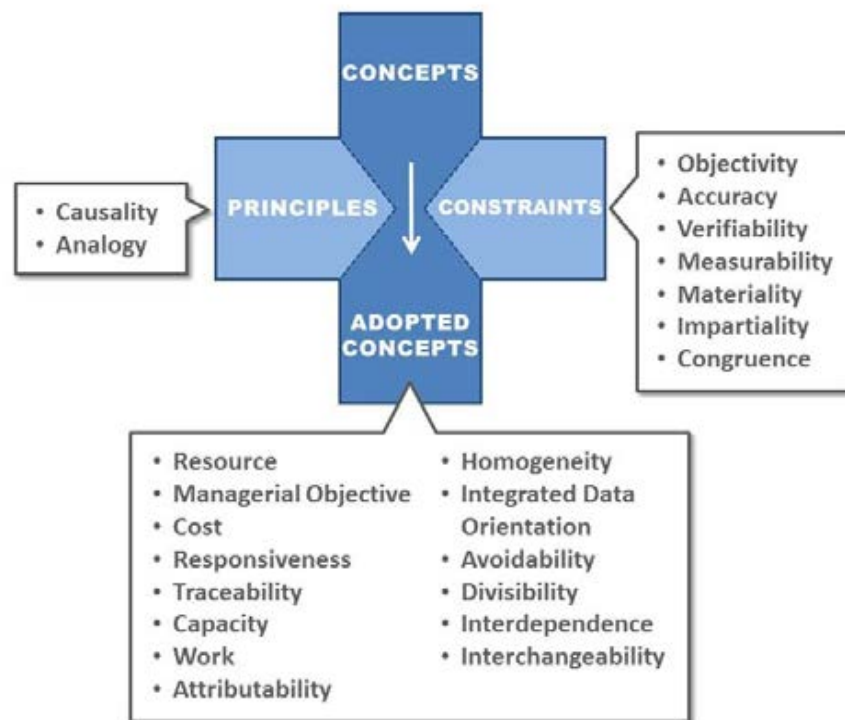 CONCEPTS
PRINCIPLES
CONSTRAINTS
ADOPTED
CONCEPTS
• Causality
• Analogy
• Objectivity
• Accuracy
• Verifiability
• Measurability
• Materiality
• Impartiality
• Congruence
• Resource
• Managerial Objective
• Cost
• Responsiveness
• Traceability
• Capacity
• Work
• Attributability
• Homogeneity
• Integrated Data
Orientation
• Avoidability
• Divisibility
• Interdependence
• Interchangeability